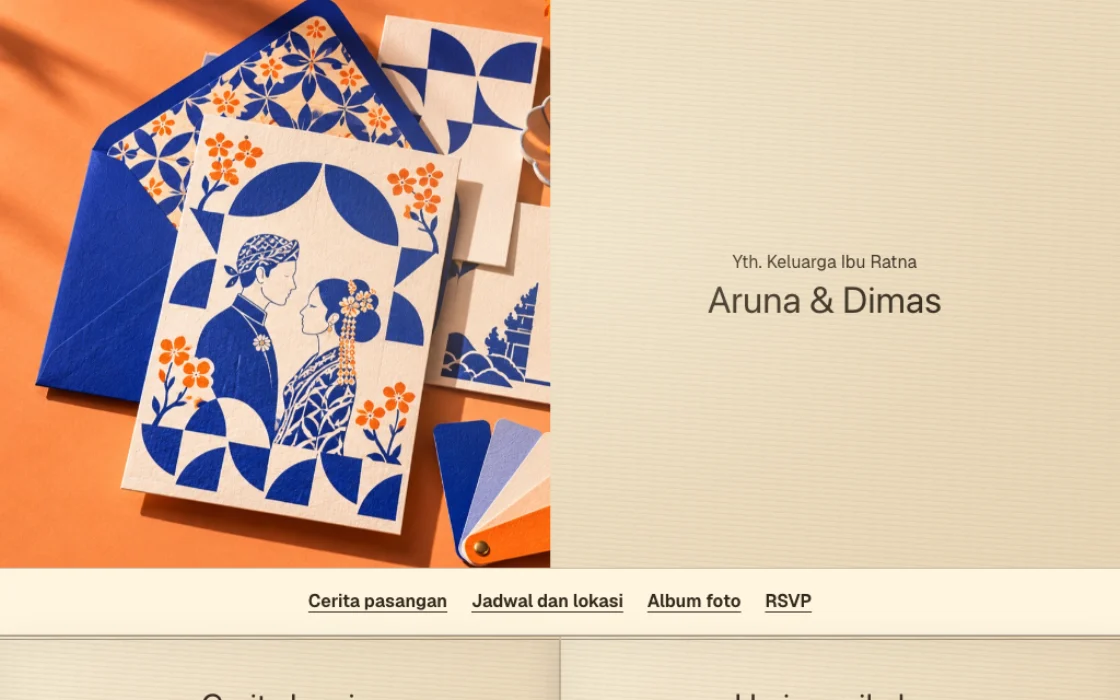 Yth. Keluarga Ibu Ratna
Aruna & Dimas
Cerita pasangan
Jadwal dan lokasi
Album foto
RSVP